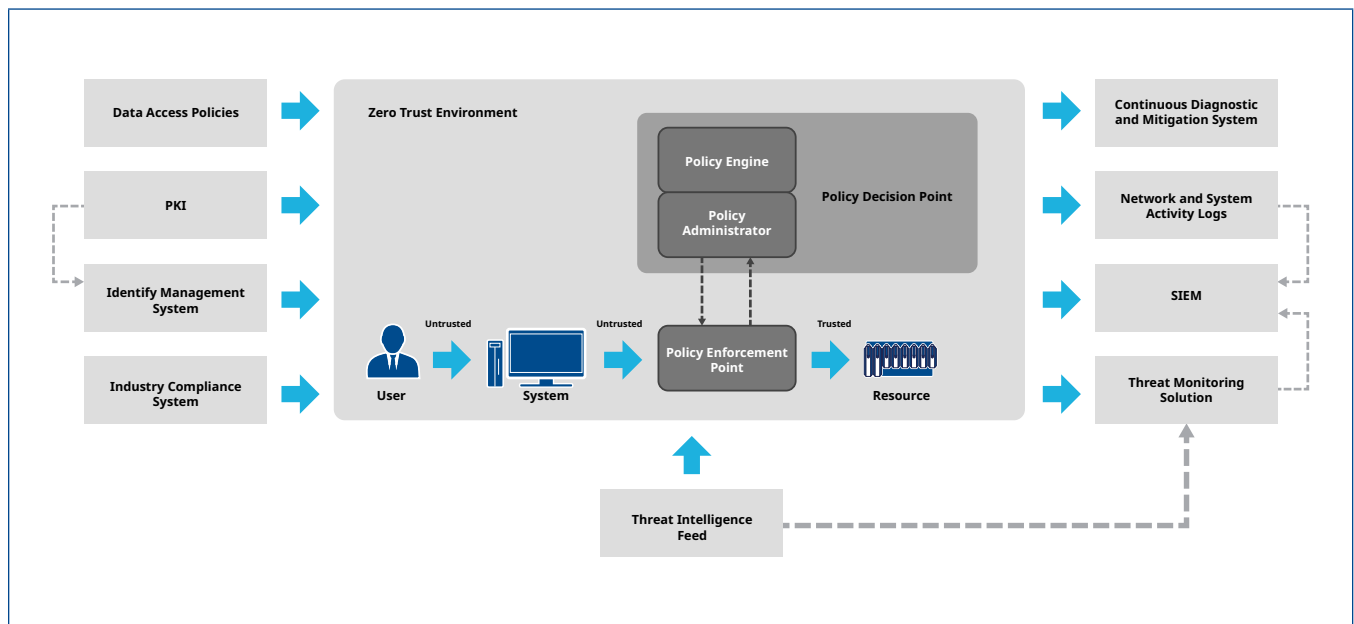 Data Access Policies
PKI
Identify Management
System
Industry Compliance
System
Zero Trust Environment
Policy Engine
Policy
Administrator
Policy Decision Point
Untrusted
Untrusted
Trusted
User
System
Policy Enforcement
Point
Resource
Continuous Diagnostic
and Mitigation System
Network and System
Activity Logs
SIEM
Threat Monitoring
Solution
Threat Intelligence
Feed